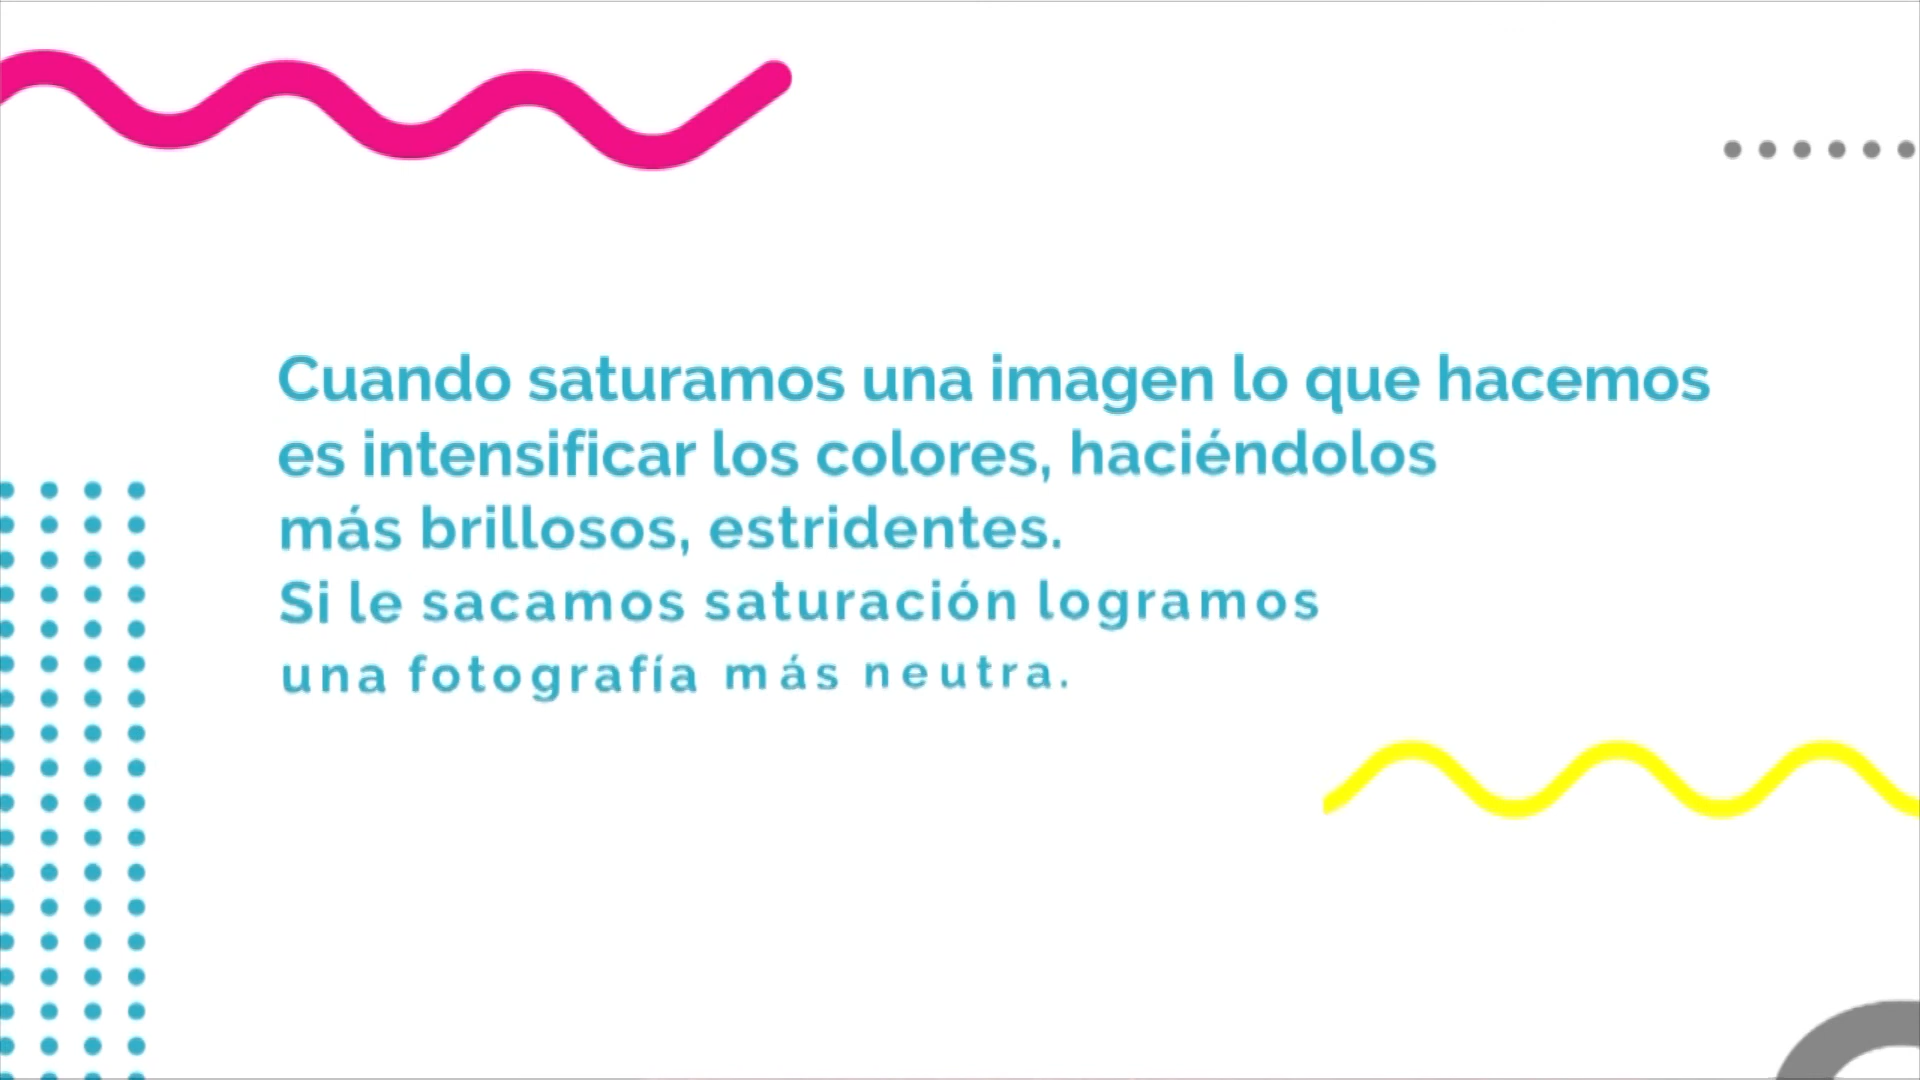 Cuando saturamos una imagen lo que hacemos
es intensificar los colores, haciéndolos
más brillosos, estridentes.
Si le sacamos saturación logramos
una fotografía más neutra.